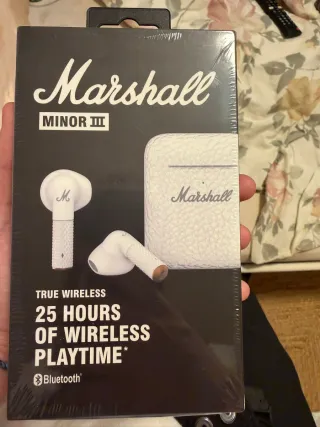 Marshall
MINOR III
M
Marshall
TRUE WIRELESS
25 HOURS
OF WIRELESS
PLAYTIME*
Bluetooth®